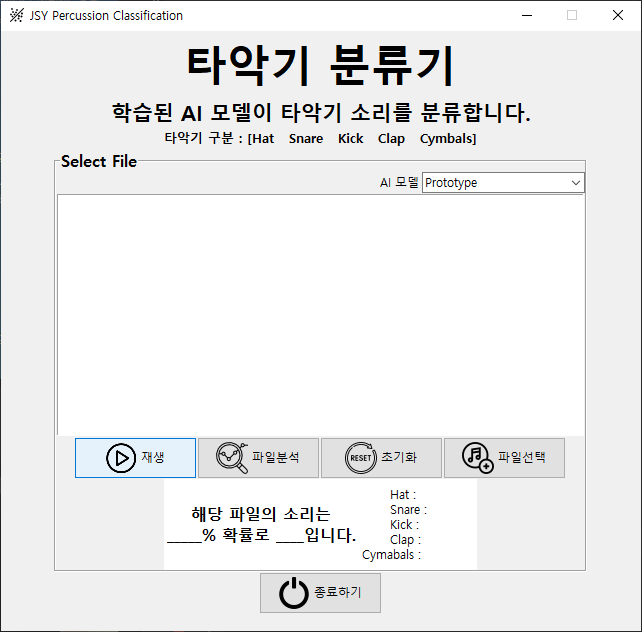 JSY Percussion Classification
타악기 분류기
학습된 AI 모델이 타악기 소리를 분류합니다.
타악기 구분 : [Hat Snare Kick Clap Cymbals]
Select File
AI 모델 Prototype
재생 파일분석 RESET 초기화 파일선택
해당 파일의 소리는
_____% 확률로 ____입니다.
Hat :
Snare :
Kick :
Clap :
Cymabals :
종료하기